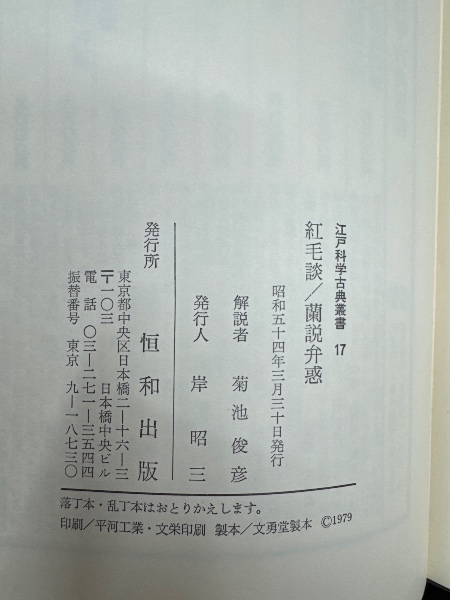 江戸科学古典叢書 17
紅毛談/蘭説弁惑
昭和五十四年三月三十日発行
解説者 菊池俊彦
発行人 岸昭三
発行所 恒和出版
東京都中央区日本橋二―十六―三
〒一〇三 日本橋中央ビル
電話 〇三―二七一―三五四四
振替番号 東京 九―一八七三〇
落丁本・乱丁本はおとりかえします。
印刷/平河工業・文栄印刷 製本/文勇堂製本 ©1979